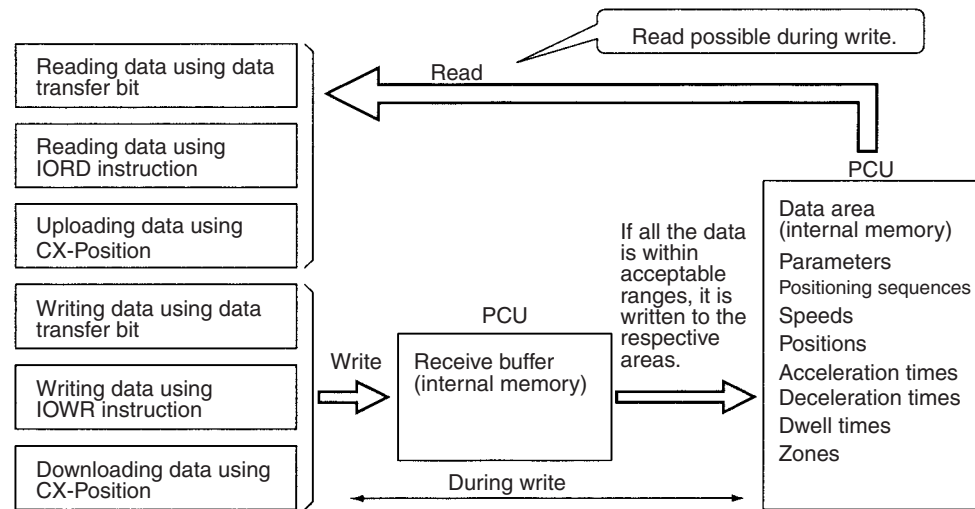 Read possible during write.
Read
Reading data using data
transfer bit
Reading data using
IORD instruction
Uploading data using
CX-Position
Writing data using data
transfer bit
Writing data using
IOWR instruction
Downloading data using
CX-Position
Write
PCU
Receive buffer
(internal memory)
If all the data
is within
acceptable
ranges, it is
written to the
respective
areas.
During write
PCU
Data area
(internal memory)
Parameters
Positioning sequences
Speeds
Positions
Acceleration times
Deceleration times
Dwell times
Zones